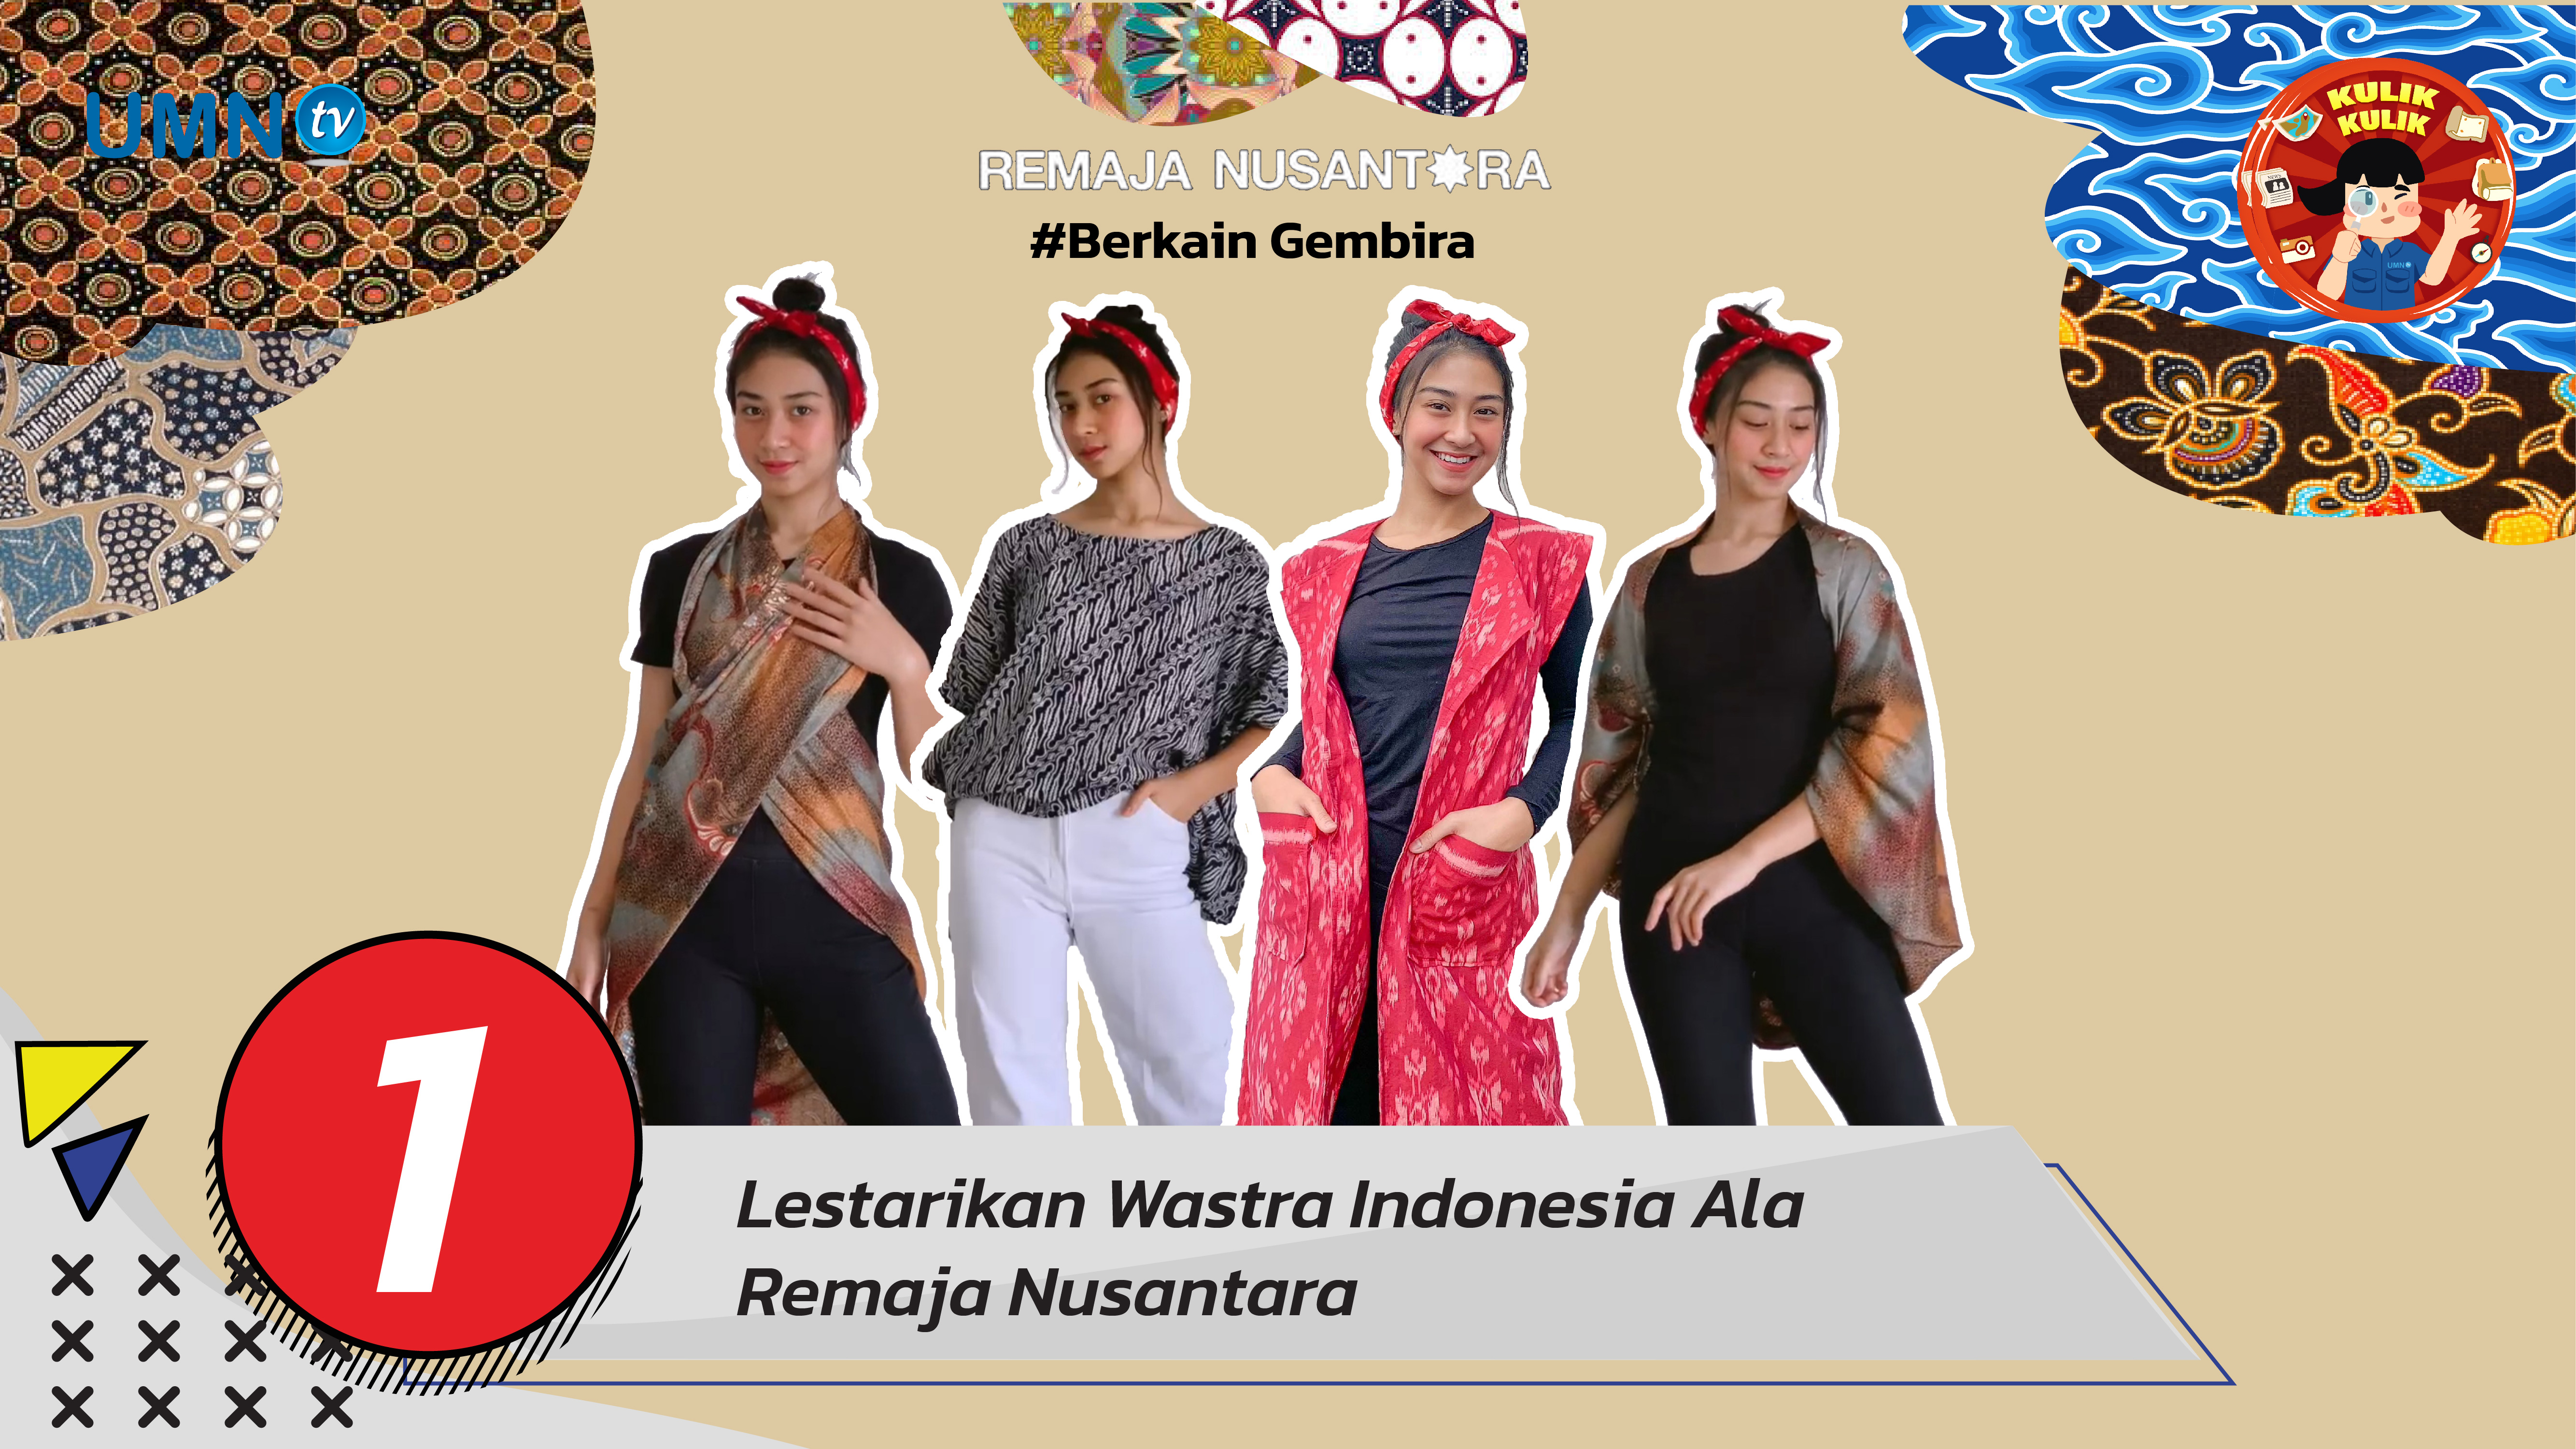 UMN tv
KULIK
KULIK
REMAJA NUSANTARA
#Berkain Gembira
1
Lestarikan Wastra Indonesia Ala
Remaja Nusantara